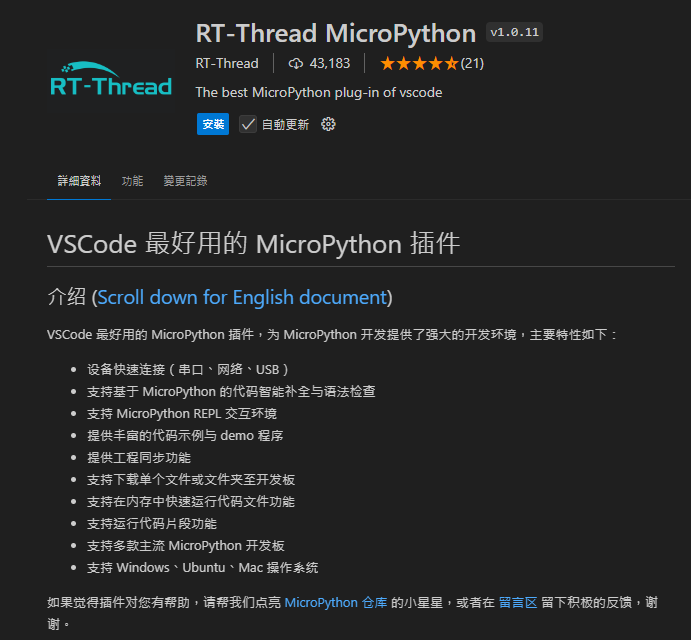 RT-Thread MicroPython v1.0.11
RT-Thread
RT-Thread 43,183 (21)
The best MicroPython plug-in of vscode
安裝 自動更新
詳細資料 功能 變更記錄
VSCode 最好用的 MicroPython 插件
介绍 (Scroll down for English document)
VSCode 最好用的 MicroPython 插件，为 MicroPython 开发提供了强大的开发环境，主要特性如下：
设备快速连接（串口、网络、USB）
支持基于 MicroPython 的代码智能补全与语法检查
支持 MicroPython REPL 交互环境
提供丰富的代码示例与 demo 程序
提供工程同步功能
支持下载单个文件或文件夹至开发板
支持在内存中快速运行代码文件功能
支持运行代码片段功能
支持多款主流 MicroPython 开发板
支持 Windows、Ubuntu、Mac 操作系统
如果觉得插件对您有帮助，请帮我们点亮 MicroPython 仓库 的小星星，或者在 留言区 留下积极的反馈，谢
谢。